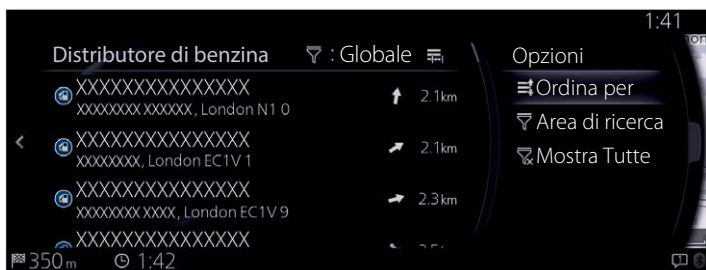 1:41
Distributore di benzina : Globale
Opzioni
XXXXXXXXXXXXXXX
XXXXXXXX XXXXXX, London N1 0
2.1km
Ordina per
XXXXXXXXXXXXXXX
XXXXXXXX, London EC1V 1
2.1km
Area di ricerca
XXXXXXXXXXXXXXX
XXXXXXXX XXXX, London EC1V 9
2.3km
Mostra Tutte
XXXXXXXXXXXXXXX
350m 1:42